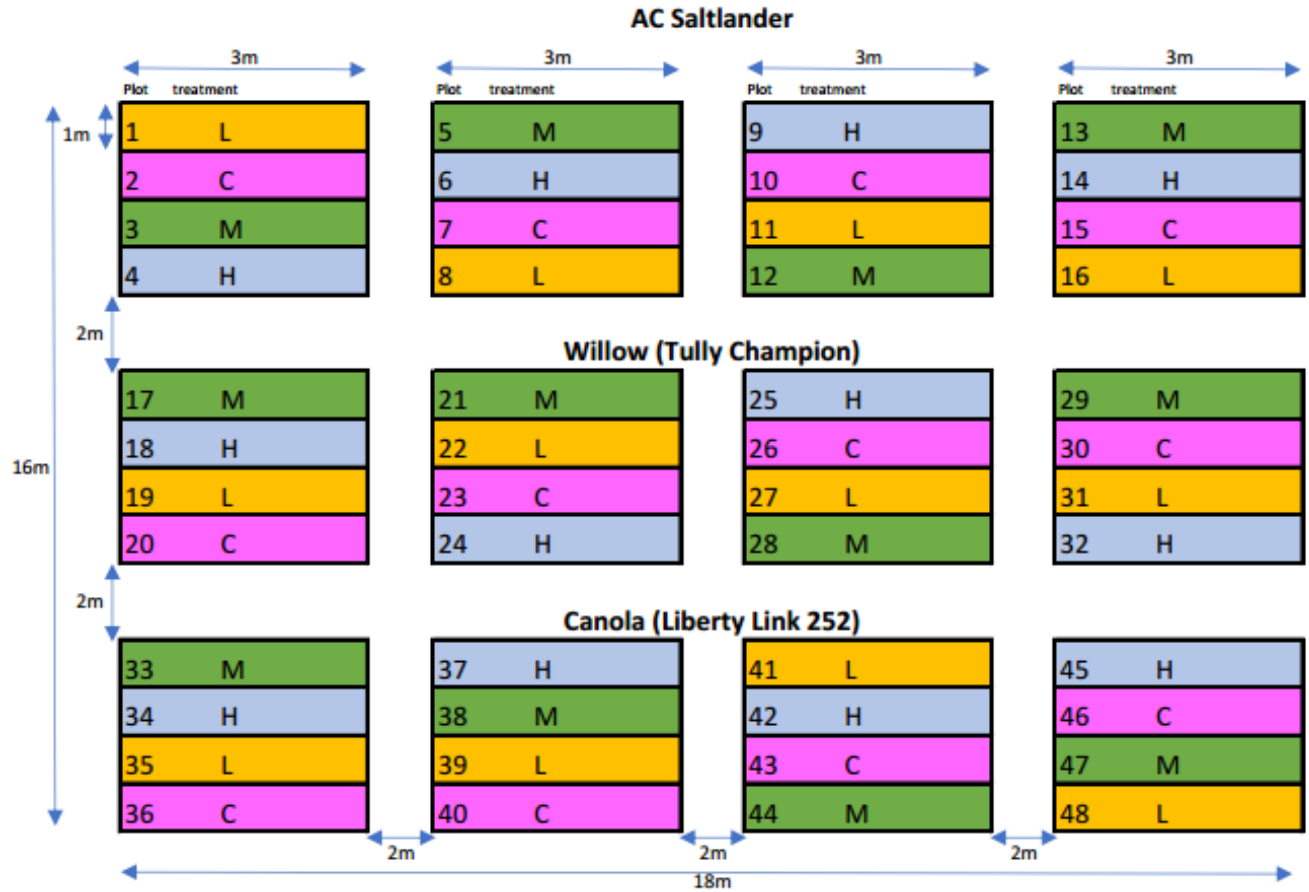 AC Saltlander
3m 3m 3m 3m
Plot treatment Plot treatment Plot treatment Plot treatment
1m 1 L 5 M 9 H 13 M
2 C 6 H 10 C 14 H
3 M 7 C 11 L 15 C
4 H 8 L 12 M 16 L
2m
Willow (Tully Champion)
17 M 21 M 25 H 29 M
18 H 22 L 26 C 30 C
16m 19 L 23 C 27 L 31 L
20 C 24 H 28 M 32 H
2m
Canola (Liberty Link 252)
33 M 37 H 41 L 45 H
34 H 38 M 42 H 46 C
35 L 39 L 43 C 47 M
36 C 40 C 44 M 48 L
2m 2m 2m
18m